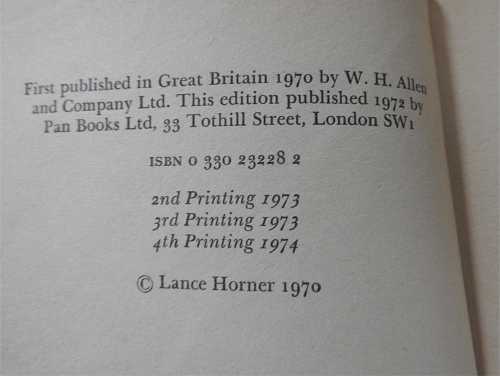 First published in Great Britain 1970 by W. H. Allen
and Company Ltd. This edition published 1972 by
Pan Books Ltd, 33 Tothill Street, London SW1
ISBN 0 330 23228 2
2nd Printing 1973
3rd Printing 1973
4th Printing 1974
© Lance Horner 1970